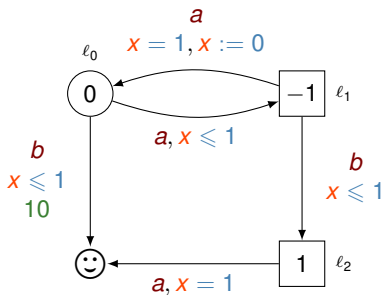 a
x = 1, x := 0
ℓ₀
0
−1
ℓ₁
a, x ⩽ 1
b
x ⩽ 1
10
b
x ⩽ 1
1
ℓ₂
a, x = 1